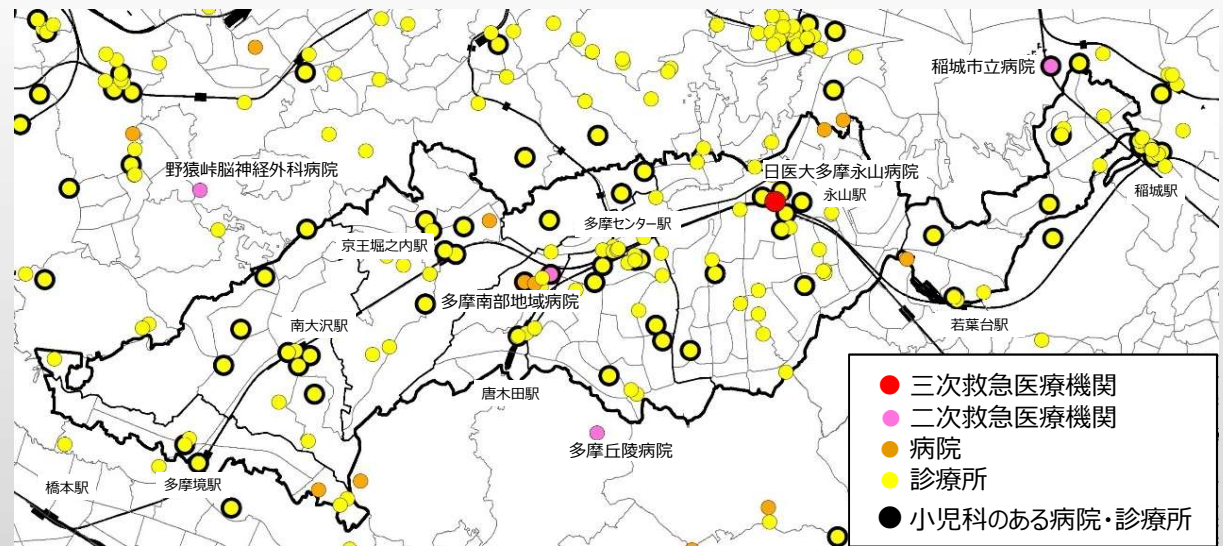 稲城市立病院
野猿峠脳神経外科病院
日医大多摩永山病院
永山駅
稲城駅
多摩センター駅
京王堀之内駅
多摩南部地域病院
南大沢駅
若葉台駅
唐木田駅
多摩丘陵病院
橋本駅
多摩境駅
三次救急医療機関
二次救急医療機関
病院
診療所
小児科のある病院・診療所